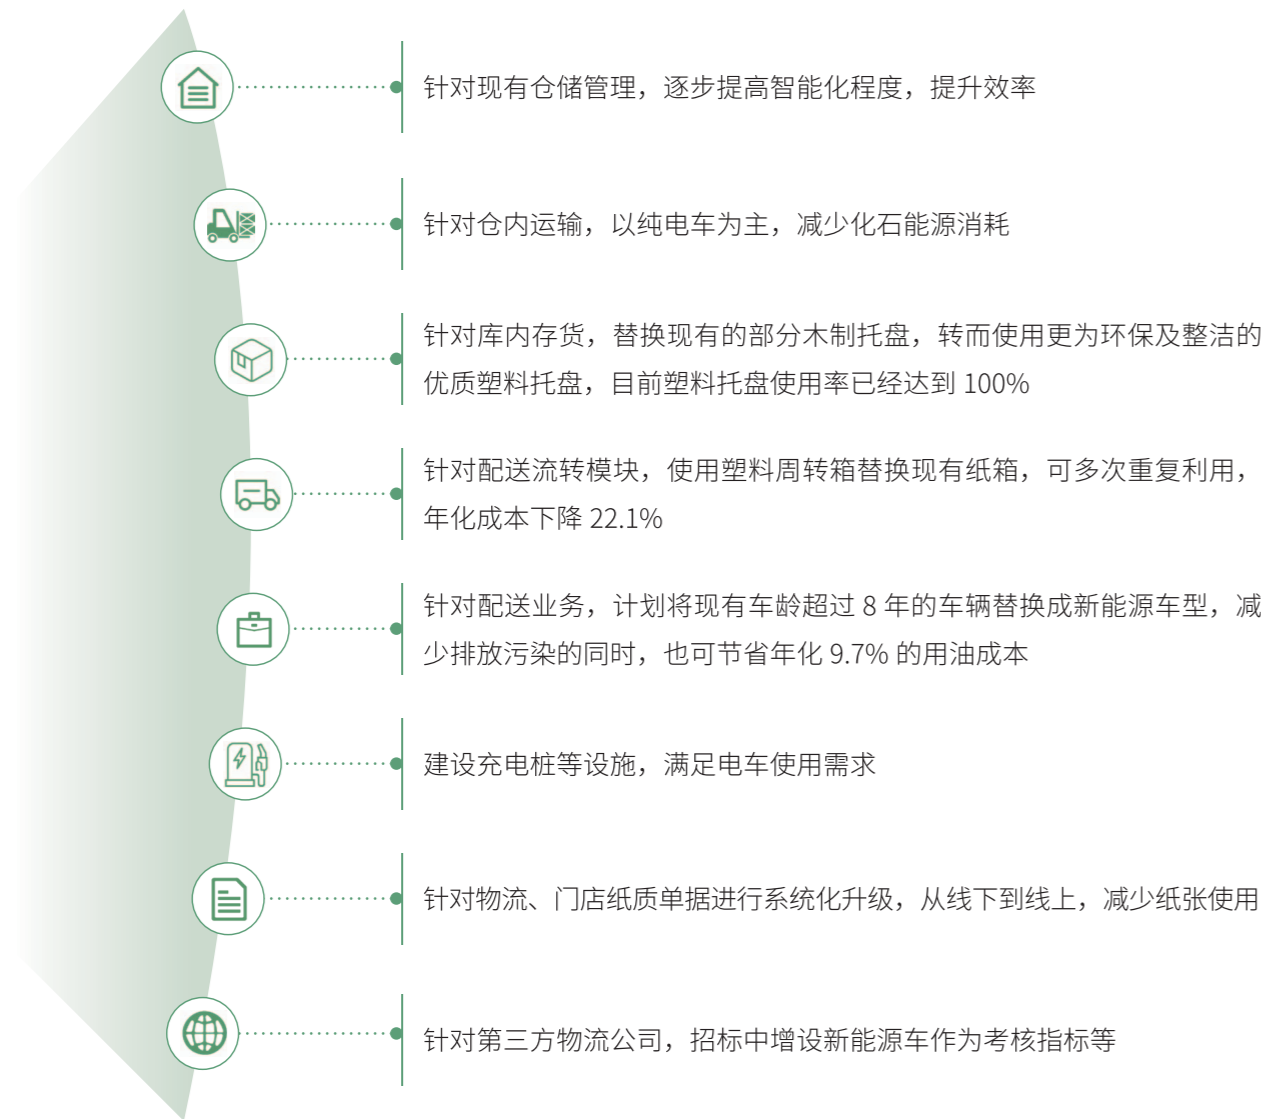 针对现有仓储管理，逐步提高智能化程度，提升效率
针对仓内运输，以纯电车为主，减少化石能源消耗
针对库内存货，替换现有的部分木制托盘，转而使用更为环保及整洁的
优质塑料托盘，目前塑料托盘使用率已经达到 100%
针对配送流转模块，使用塑料周转箱替换现有纸箱，可多次重复利用，
年化成本下降 22.1%
针对配送业务，计划将现有车龄超过 8 年的车辆替换成新能源车型，减
少排放污染的同时，也可节省年化 9.7% 的用油成本
建设充电桩等设施，满足电车使用需求
针对物流、门店纸质单据进行系统化升级，从线下到线上，减少纸张使用
针对第三方物流公司，招标中增设新能源车作为考核指标等